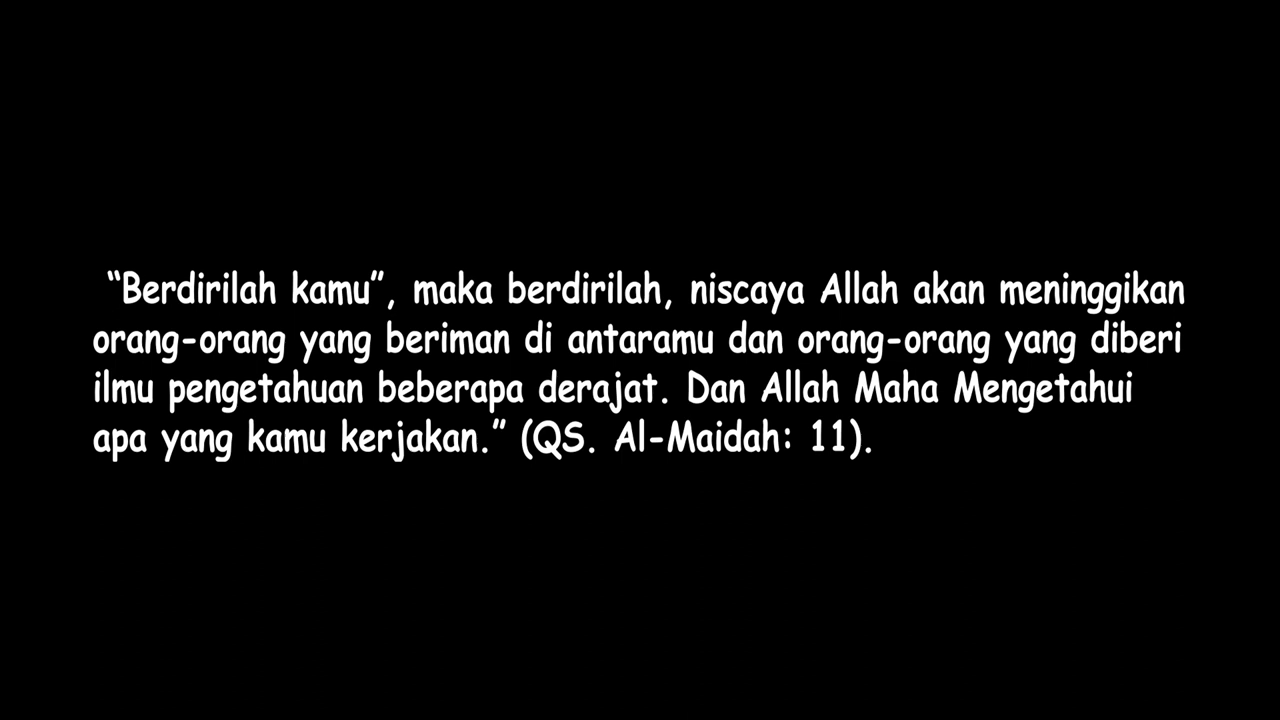 “Berdirilah kamu”, maka berdirilah, niscaya Allah akan meninggikan
orang-orang yang beriman di antaramu dan orang-orang yang diberi
ilmu pengetahuan beberapa derajat. Dan Allah Maha Mengetahui
apa yang kamu kerjakan.” (QS. Al-Maidah: 11).